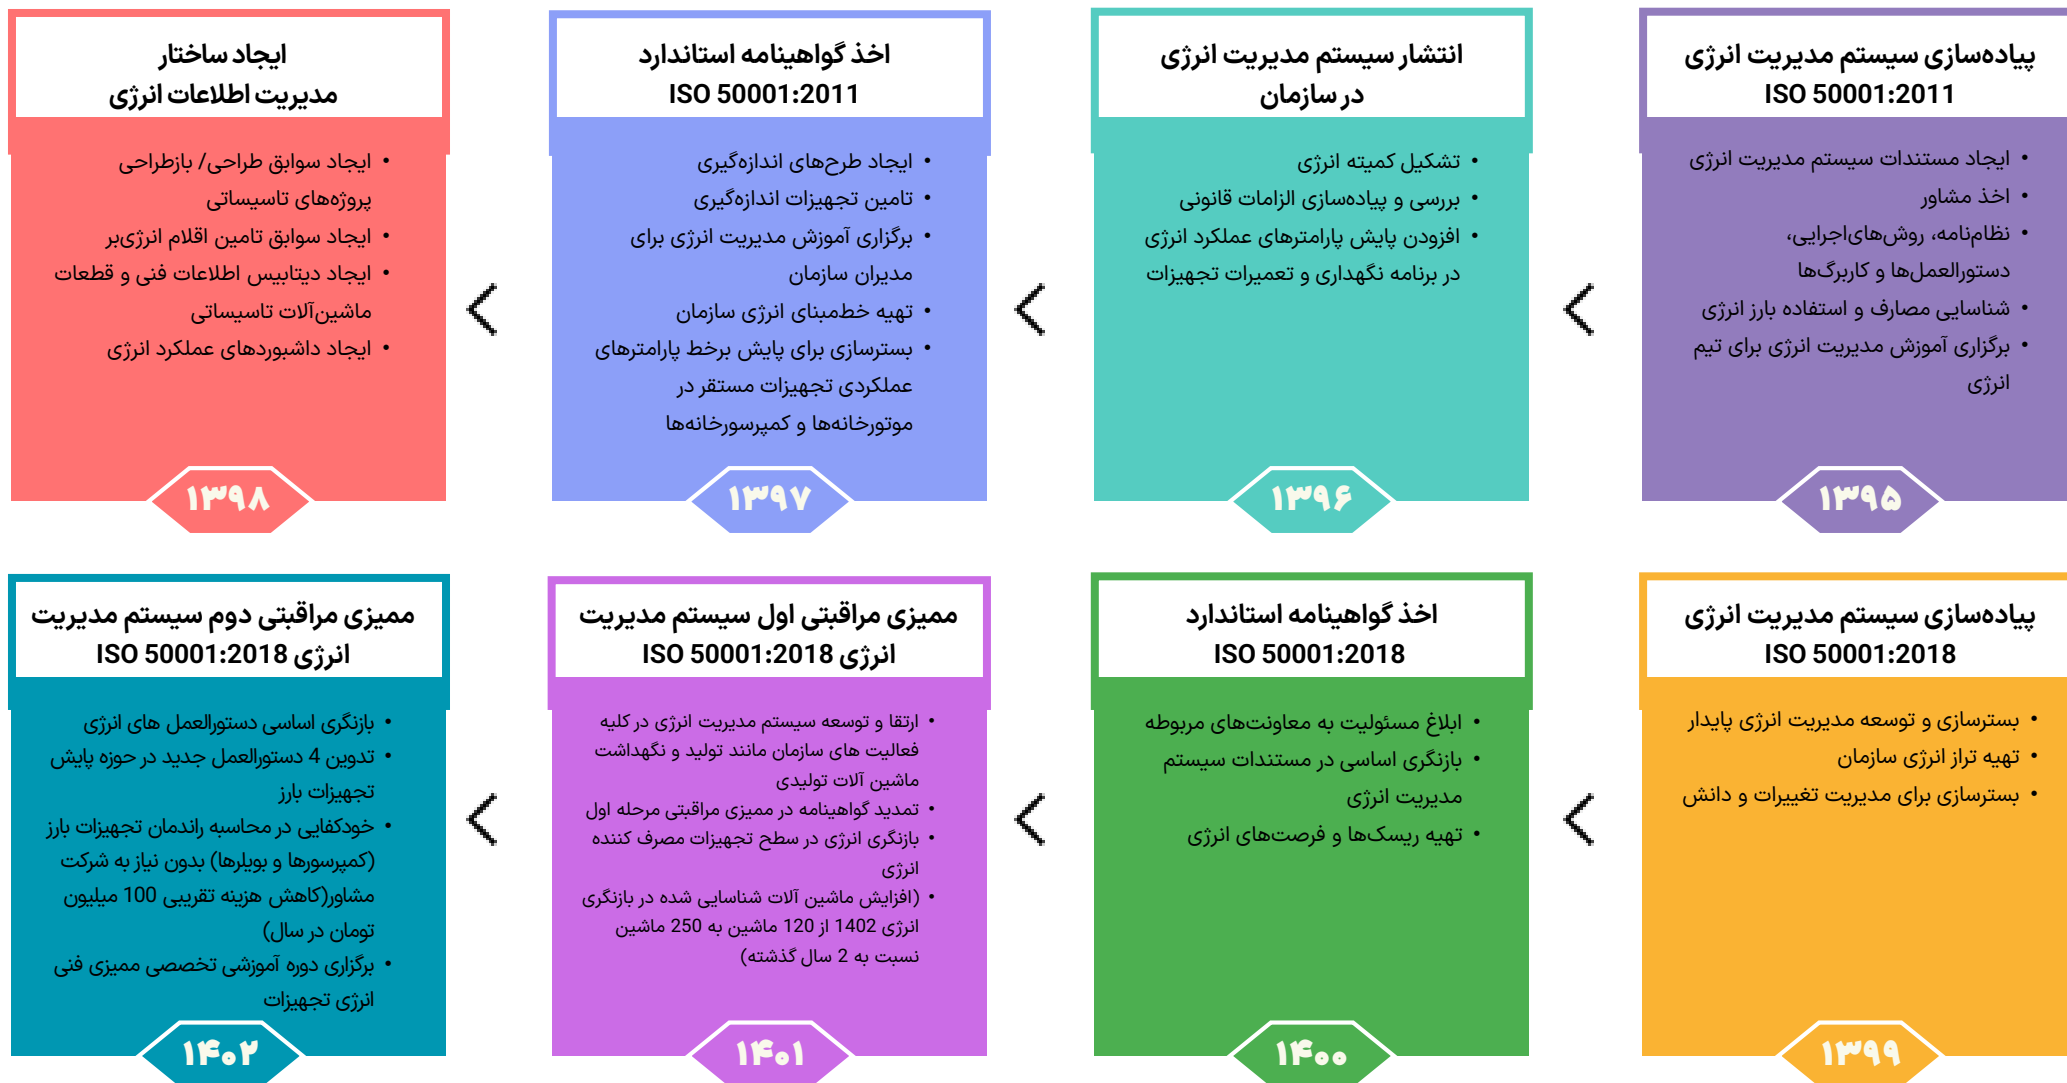 پیاده‌سازی سیستم مدیریت انرژی
ISO 50001:2011
• ایجاد مستندات سیستم مدیریت انرژی
• اخذ مشاور
• نظام‌نامه، روش‌های‌اجرایی،
دستورالعمل‌ها و کاربرگ‌ها
• شناسایی مصارف و استفاده بارز انرژی
• برگزاری آموزش مدیریت انرژی برای تیم
انرژی
۱۳۹۵
انتشار سیستم مدیریت انرژی
در سازمان
• تشکیل کمیته انرژی
• بررسی و پیاده‌سازی الزامات قانونی
• افزودن پایش پارامترهای عملکرد انرژی
در برنامه نگهداری و تعمیرات تجهیزات
۱۳۹۶
اخذ گواهینامه استاندارد
ISO 50001:2011
• ایجاد طرح‌های اندازه‌گیری
• تامین تجهیزات اندازه‌گیری
• برگزاری آموزش مدیریت انرژی برای
مدیران سازمان
• تهیه خط‌مبنای انرژی سازمان
• بسترسازی برای پایش برخط پارامترهای
عملکردی تجهیزات مستقر در
موتورخانه‌ها و کمپرسورخانه‌ها
۱۳۹۷
ایجاد ساختار
مدیریت اطلاعات انرژی
• ایجاد سوابق طراحی/ بازطراحی
پروژه‌های تاسیساتی
• ایجاد سوابق تامین اقلام انرژی‌بر
• ایجاد دیتابیس اطلاعات فنی و قطعات
ماشین‌آلات تاسیساتی
• ایجاد داشبوردهای عملکرد انرژی
۱۳۹۸
پیاده‌سازی سیستم مدیریت انرژی
ISO 50001:2018
• بسترسازی و توسعه مدیریت انرژی پایدار
• تهیه تراز انرژی سازمان
• بسترسازی برای مدیریت تغییرات و دانش
۱۳۹۹
اخذ گواهینامه استاندارد
ISO 50001:2018
• ابلاغ مسئولیت به معاونت‌های مربوطه
• بازنگری اساسی در مستندات سیستم
مدیریت انرژی
• تهیه ریسک‌ها و فرصت‌های انرژی
۱۴۰۰
ممیزی مراقبتی اول سیستم مدیریت
انرژی ISO 50001:2018
• ارتقا و توسعه سیستم مدیریت انرژی در کلیه
فعالیت های سازمان مانند تولید و نگهداشت
ماشین آلات تولیدی
• تمدید گواهینامه در ممیزی مراقبتی مرحله اول
• بازنگری انرژی در سطح تجهیزات مصرف کننده
انرژی
• (افزایش ماشین آلات شناسایی شده در بازنگری
انرژی 1402 از 120 ماشین به 250 ماشین
نسبت به 2 سال گذشته)
۱۴۰۱
ممیزی مراقبتی دوم سیستم مدیریت
انرژی ISO 50001:2018
• بازنگری اساسی دستورالعمل های انرژی
• تدوین 4 دستورالعمل جدید در حوزه پایش
تجهیزات بارز
• خودکفایی در محاسبه راندمان تجهیزات بارز
(کمپرسورها و بویلرها) بدون نیاز به شرکت
مشاور(کاهش هزینه تقریبی 100 میلیون
تومان در سال)
• برگزاری دوره آموزشی تخصصی ممیزی فنی
انرژی تجهیزات
۱۴۰۲